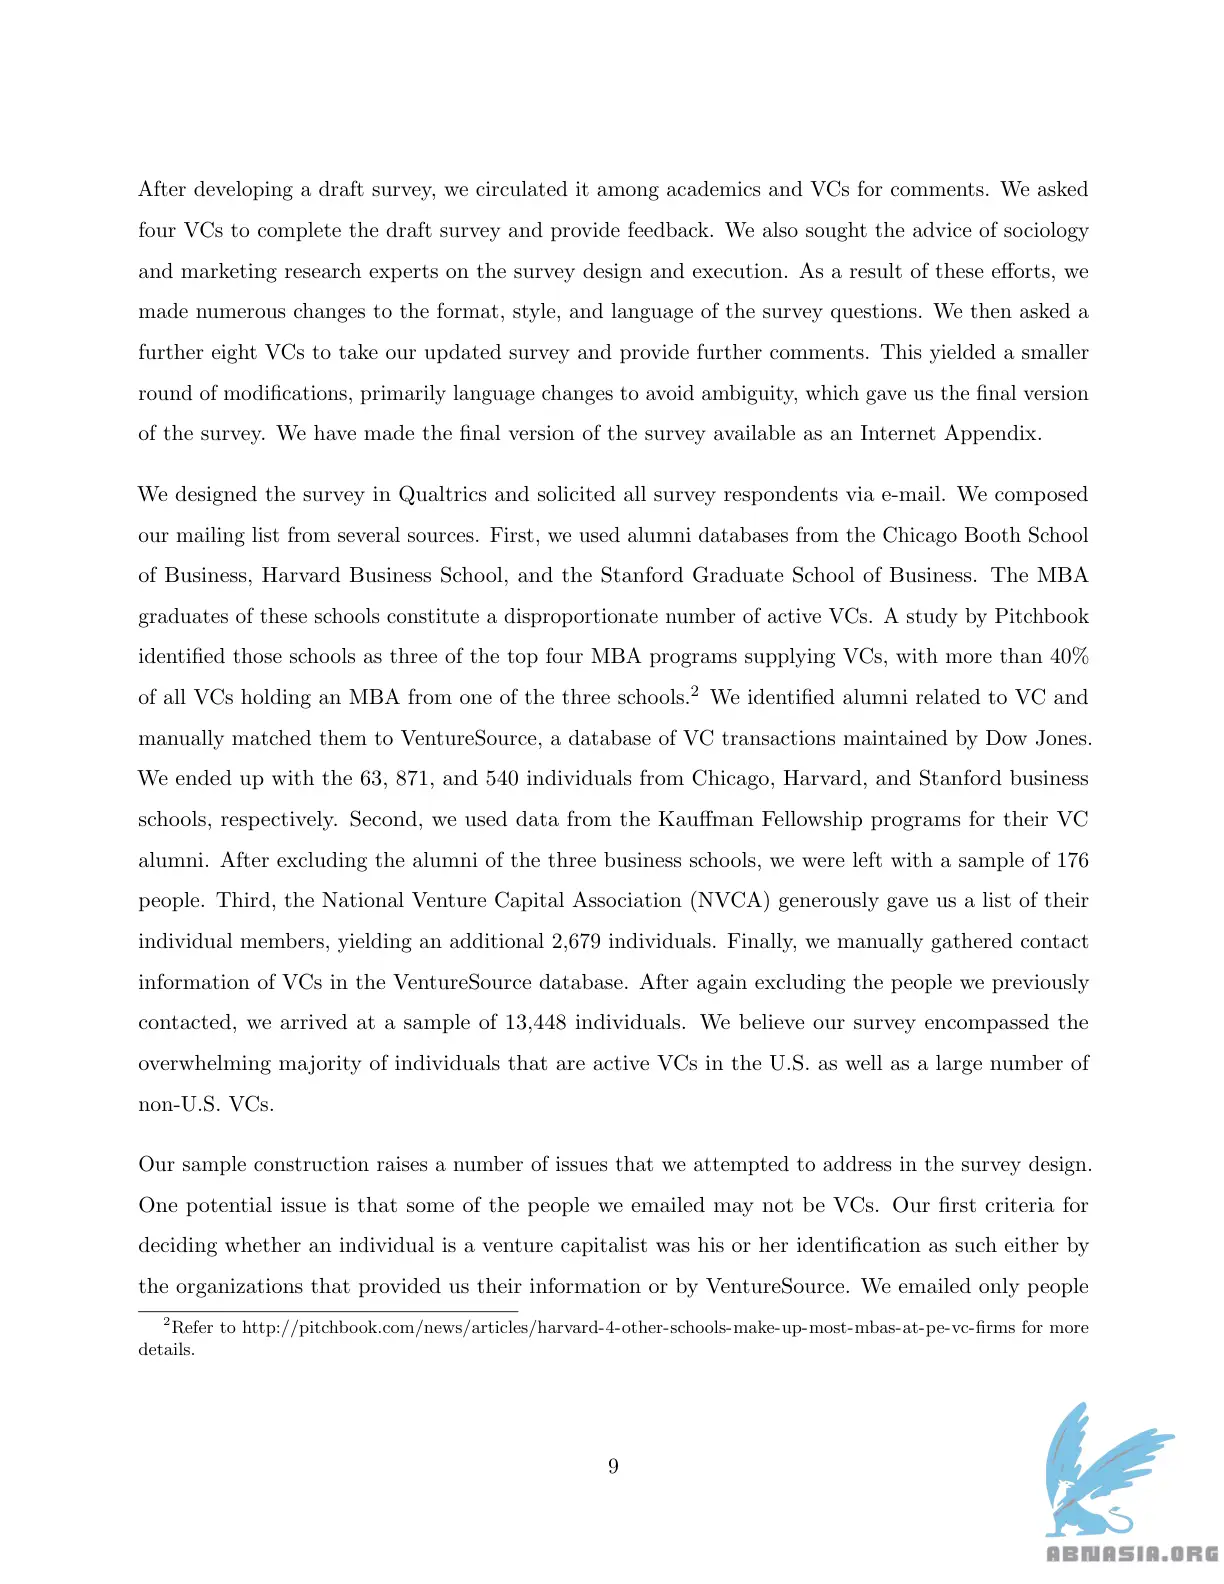 After developing a draft survey, we circulated it among academics and VCs for comments. We asked
four VCs to complete the draft survey and provide feedback. We also sought the advice of sociology
and marketing research experts on the survey design and execution. As a result of these efforts, we
made numerous changes to the format, style, and language of the survey questions. We then asked a
further eight VCs to take our updated survey and provide further comments. This yielded a smaller
round of modifications, primarily language changes to avoid ambiguity, which gave us the final version
of the survey. We have made the final version of the survey available as an Internet Appendix.
We designed the survey in Qualtrics and solicited all survey respondents via e-mail. We composed
our mailing list from several sources. First, we used alumni databases from the Chicago Booth School
of Business, Harvard Business School, and the Stanford Graduate School of Business. The MBA
graduates of these schools constitute a disproportionate number of active VCs. A study by Pitchbook
identified those schools as three of the top four MBA programs supplying VCs, with more than 40%
of all VCs holding an MBA from one of the three schools.2 We identified alumni related to VC and
manually matched them to VentureSource, a database of VC transactions maintained by Dow Jones.
We ended up with the 63, 871, and 540 individuals from Chicago, Harvard, and Stanford business
schools, respectively. Second, we used data from the Kauffman Fellowship programs for their VC
alumni. After excluding the alumni of the three business schools, we were left with a sample of 176
people. Third, the National Venture Capital Association (NVCA) generously gave us a list of their
individual members, yielding an additional 2,679 individuals. Finally, we manually gathered contact
information of VCs in the VentureSource database. After again excluding the people we previously
contacted, we arrived at a sample of 13,448 individuals. We believe our survey encompassed the
overwhelming majority of individuals that are active VCs in the U.S. as well as a large number of
non-U.S. VCs.
Our sample construction raises a number of issues that we attempted to address in the survey design.
One potential issue is that some of the people we emailed may not be VCs. Our first criteria for
deciding whether an individual is a venture capitalist was his or her identification as such either by
the organizations that provided us their information or by VentureSource. We emailed only people
2Refer to http://pitchbook.com/news/articles/harvard-4-other-schools-make-up-most-mbas-at-pe-vc-firms for more
details.
9
ABNASIA.ORG